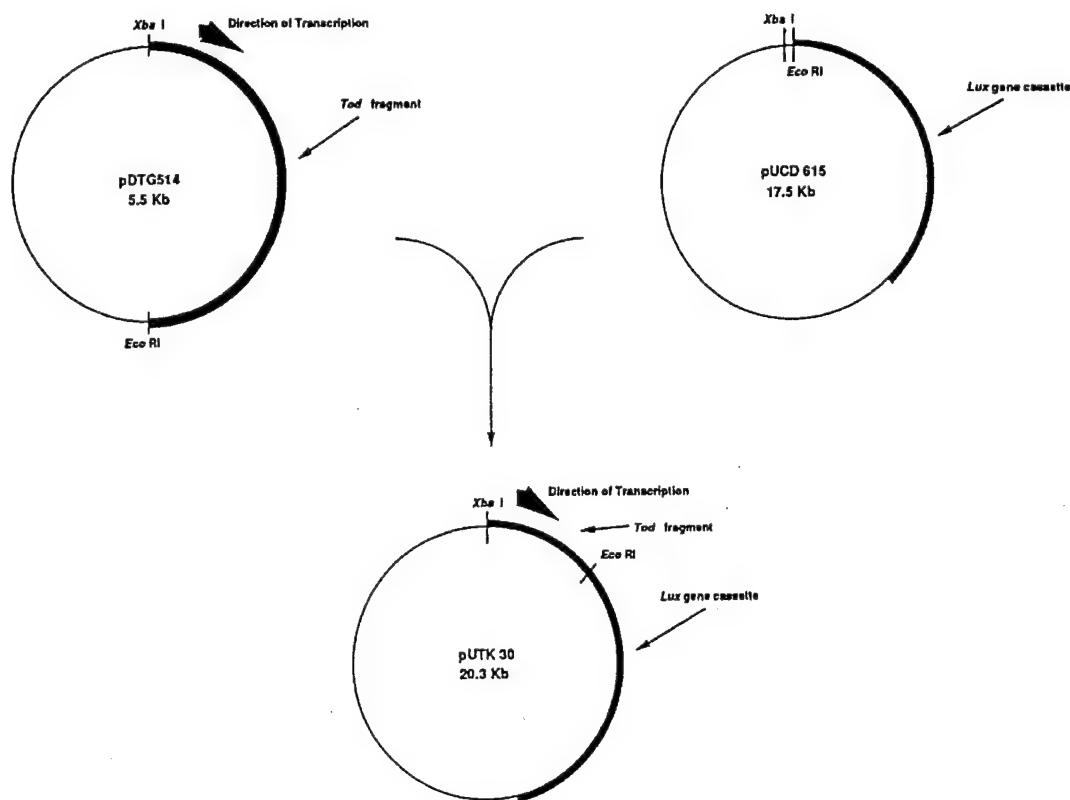 Xba I
Direction of Transcription
Tod fragment
pDTG514
5.5 Kb
Eco RI
Xba I
Eco RI
Lux gene cassette
pUCD 615
17.5 Kb
Xba I
Direction of Transcription
Tod fragment
Eco RI
Lux gene cassette
pUTK 30
20.3 Kb